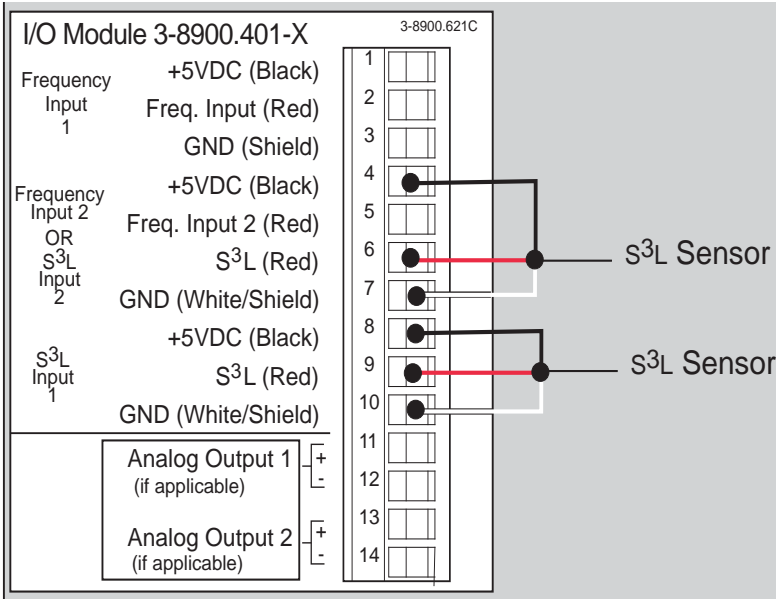 I/O Module 3-8900.401-X
3-8900.621C
Frequency
Input
1
+5VDC (Black)
1
Freq. Input (Red)
2
GND (Shield)
3
Frequency
Input 2
OR
S³L
Input
2
+5VDC (Black)
4
Freq. Input 2 (Red)
5
S³L (Red)
6
GND (White/Shield)
7
S³L Sensor
S³L
Input
1
+5VDC (Black)
8
S³L (Red)
9
GND (White/Shield)
10
S³L Sensor
Analog Output 1
(if applicable)
+
-
11
12
Analog Output 2
(if applicable)
+
-
13
14